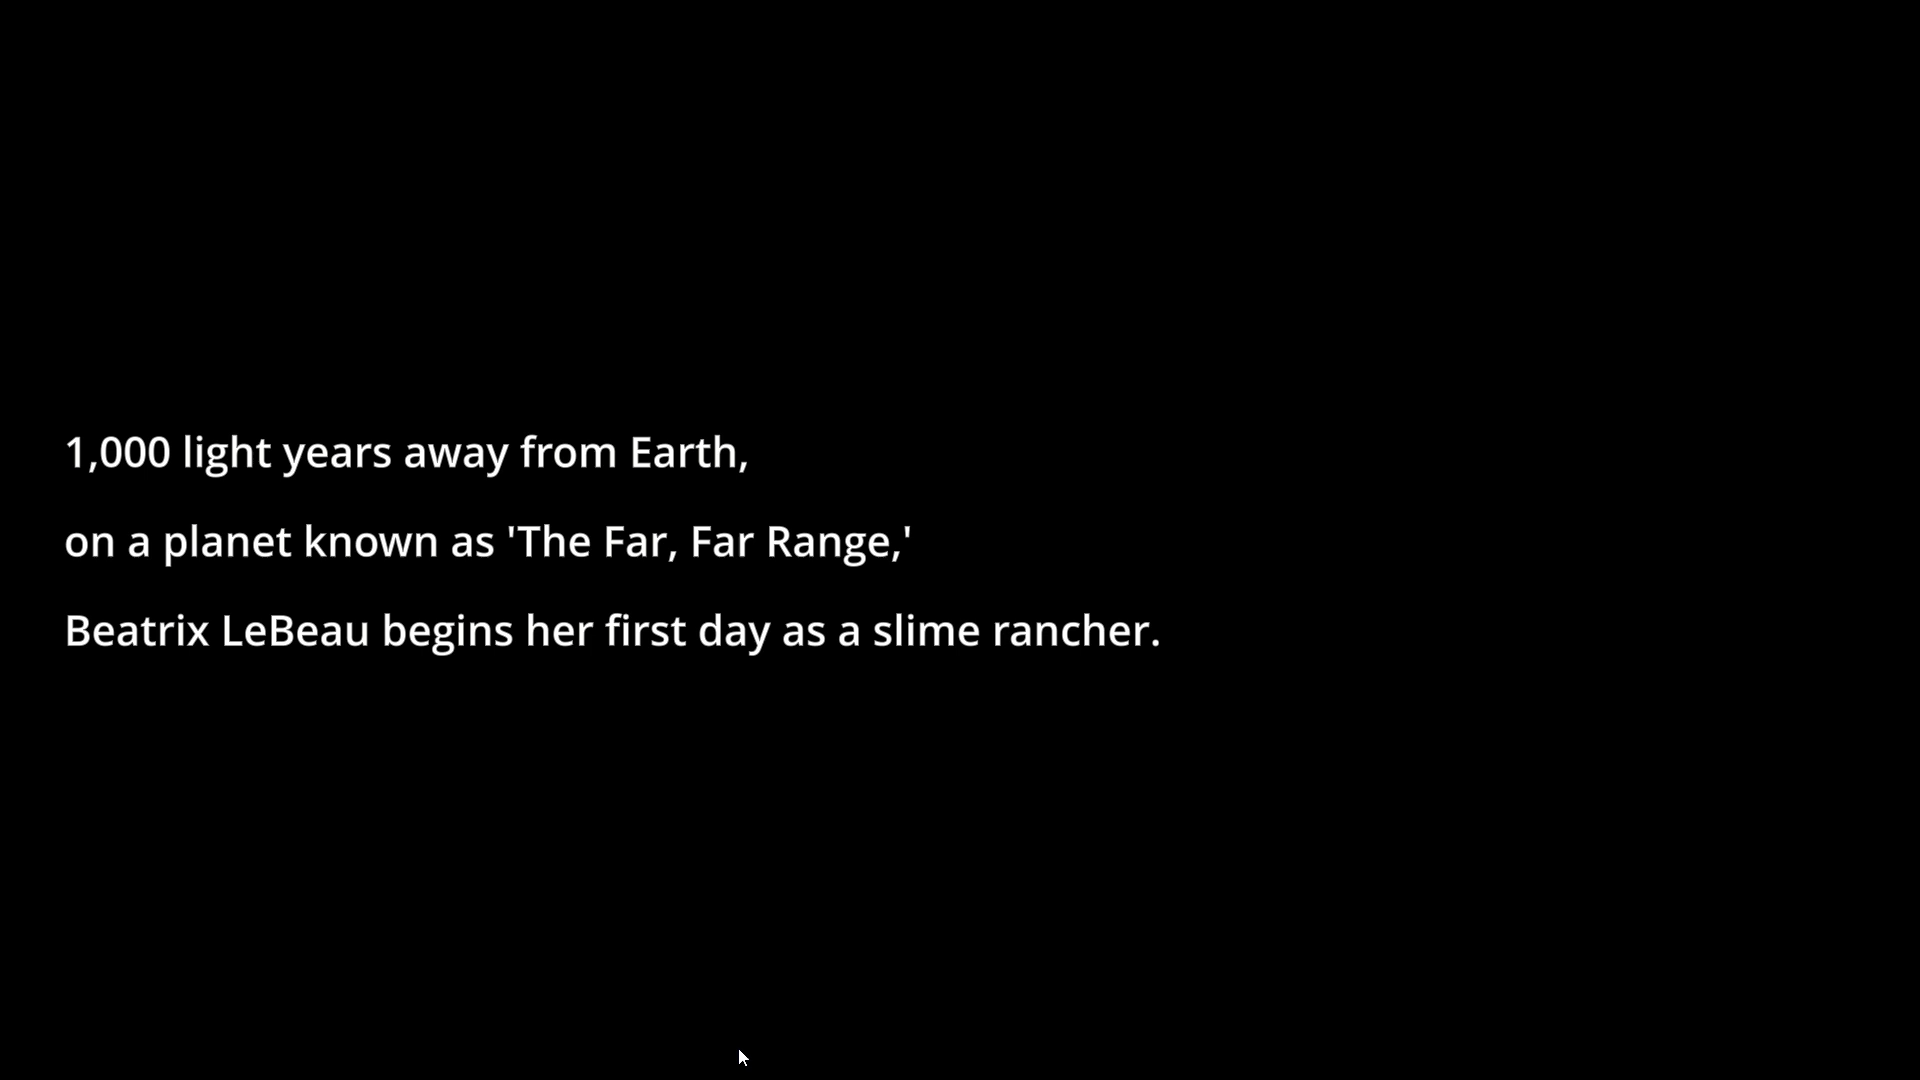 1,000 light years away from Earth,
on a planet known as 'The Far, Far Range,'
Beatrix LeBeau begins her first day as a slime rancher.